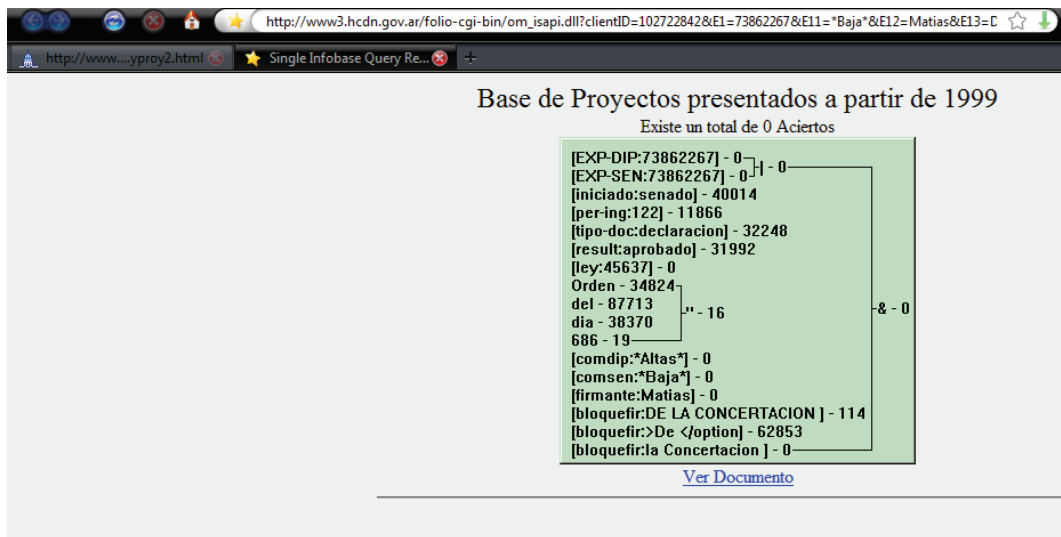 http://www3.hcdn.gov.ar/folio-cgi-bin/om_isapi.dll?clientID=102722842&E1=73862267&E11=*Baja*&E12=Matias&E13=D
http://www....yproy2.html
Single Infobase Query Re...
Base de Proyectos presentados a partir de 1999
Existe un total de 0 Aciertos
[EXP-DIP:73862267] - 0
[EXP-SEN:73862267] - 0
| - 0
[iniciado:senado] - 40014
[per-ing:122] - 11866
[tipo-doc:declaracion] - 32248
[result:aprobado] - 31992
[ley:45637] - 0
Orden - 34824
del - 87713
dia - 38370
686 - 19
" - 16
& - 0
[comdip:*Altas*] - 0
[comsen:*Baja*] - 0
[firmante:Matias] - 0
[bloquefir:DE LA CONCERTACION ] - 114
[bloquefir:>De </option] - 62853
[bloquefir:la Concertacion ] - 0
Ver Documento